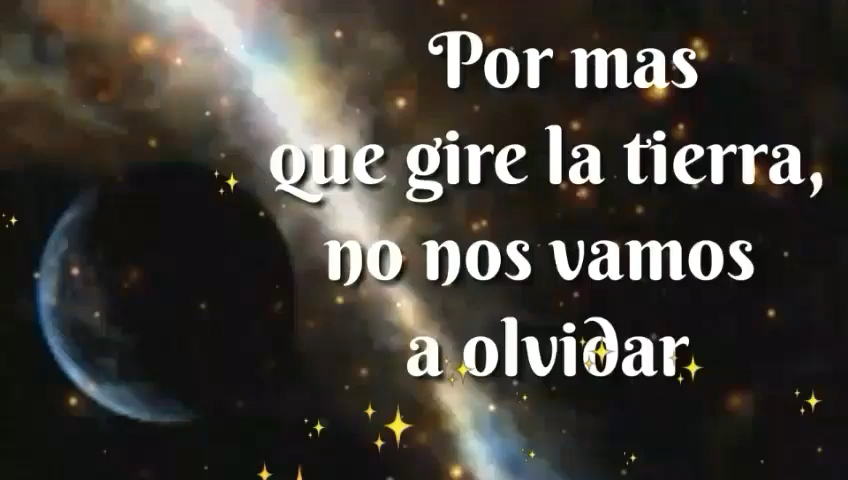 Por mas
que gire la tierra,
no nos vamos
a olvidar